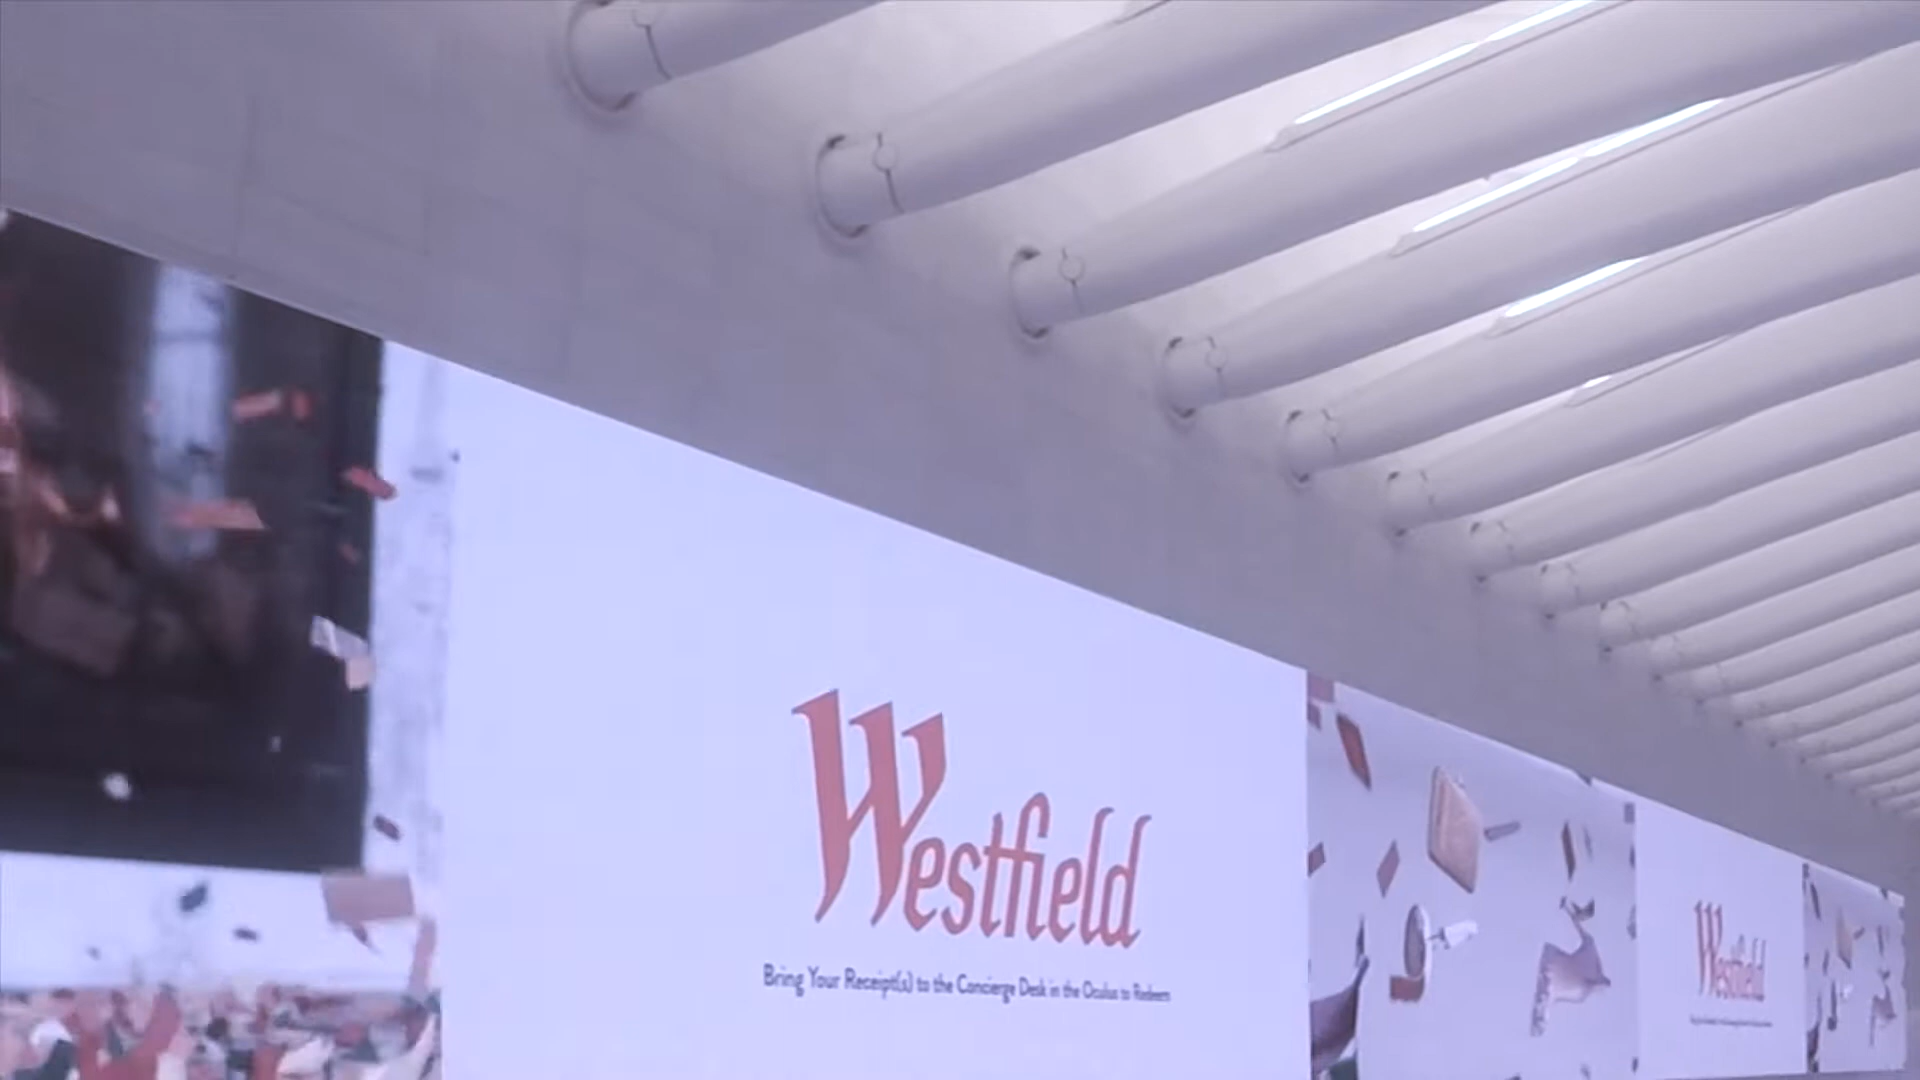 Westfield
Bring Your Receipt(s) to the Concierge Desk in the Oculus to Redeem
Westfield